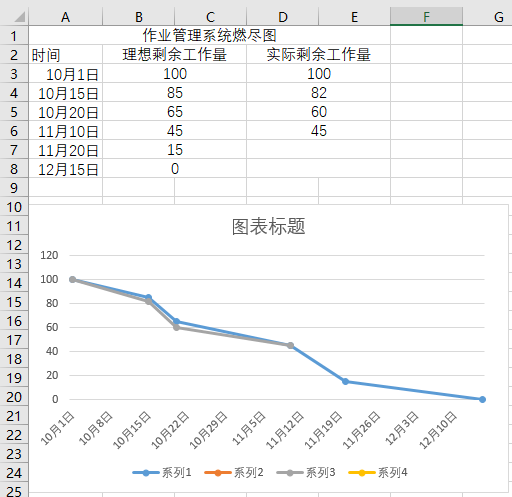 A B C D E F G
1 作业管理系统燃尽图
2 时间 理想剩余工作量 实际剩余工作量
3 10月1日 100 100
4 10月15日 85 82
5 10月20日 65 60
6 11月10日 45 45
7 11月20日 15
8 12月15日 0
9
10
11 图表标题
12
13 120
14 100
15 80
16 60
17 40
18
19 20
20 0
21 10月1日 10月8日 10月15日 10月22日 10月29日 11月5日 11月12日 11月19日 11月26日 12月3日 12月10日
22
23
24 系列1 系列2 系列3 系列4
25